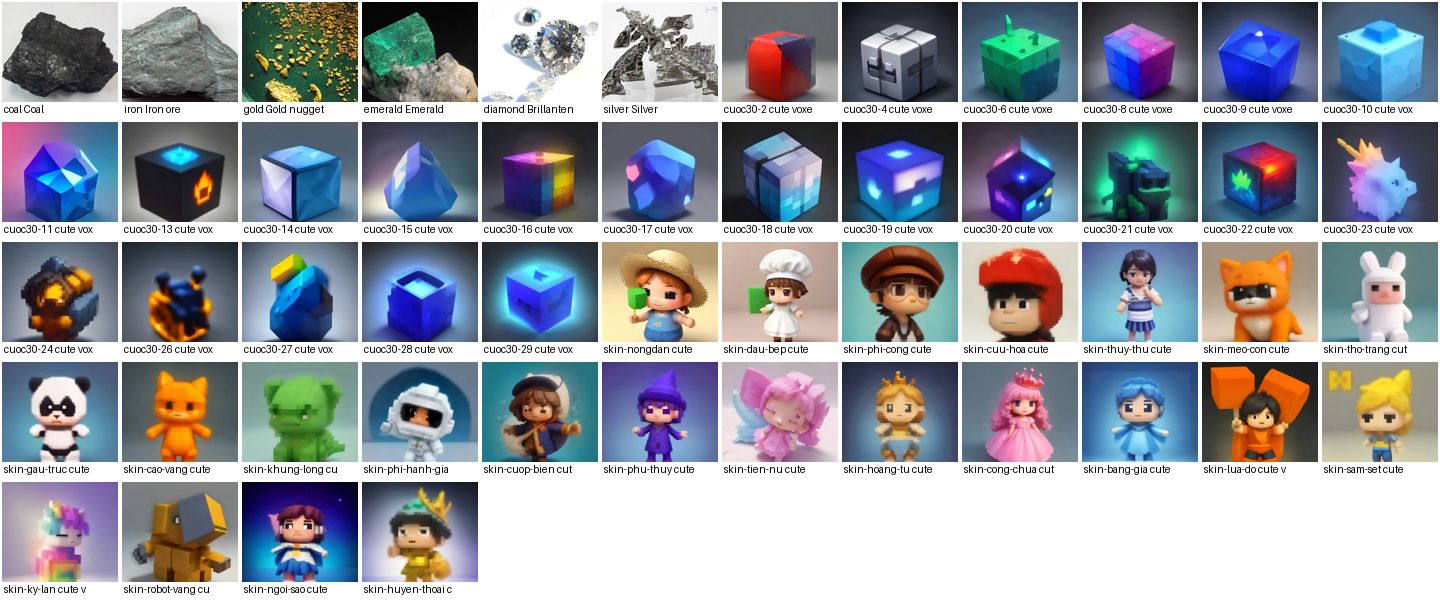 coal Coal
iron Iron ore
gold Gold nugget
emerald Emerald
diamond Brillanten
silver Silver
cuoc30-2 cute voxe
cuoc30-4 cute voxe
cuoc30-6 cute voxe
cuoc30-8 cute voxe
cuoc30-9 cute voxe
cuoc30-10 cute vox
cuoc30-11 cute vox
cuoc30-13 cute vox
cuoc30-14 cute vox
cuoc30-15 cute vox
cuoc30-16 cute vox
cuoc30-17 cute vox
cuoc30-18 cute vox
cuoc30-19 cute vox
cuoc30-20 cute vox
cuoc30-21 cute vox
cuoc30-22 cute vox
cuoc30-23 cute vox
cuoc30-24 cute vox
cuoc30-26 cute vox
cuoc30-27 cute vox
cuoc30-28 cute vox
cuoc30-29 cute vox
skin-nongdan cute
skin-dau-bep cute
skin-phi-cong cute
skin-cuu-hoa cute
skin-thuy-thu cute
skin-meo-con cute
skin-tho-trang cut
skin-gau-truc cute
skin-cao-vang cute
skin-khung-long cu
skin-phi-hanh-gia
skin-cuop-bien cut
skin-phu-thuy cute
skin-tien-nu cute
skin-hoang-tu cute
skin-cong-chua cut
skin-bang-gia cute
skin-lua-do cute v
skin-sam-set cute
skin-ky-lan cute v
skin-robot-vang cu
skin-ngoi-sao cute
skin-huyen-thoai c